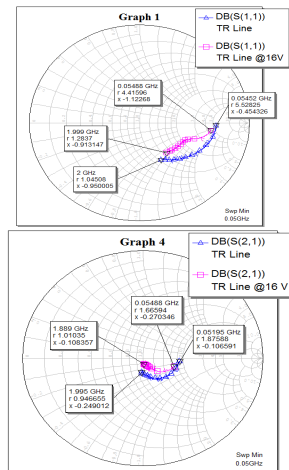 Graph 1
DB(S(1,1))
TR Line
DB(S(1,1))
TR Line @16V
0.05488 GHz
r 4.41596
x -1.12268
0.05452 GHz
r 5.52825
x -0.454326
1.999 GHz
r 1.2837
x -0.913147
2 GHz
r 1.04508
x -0.950005
Swp Min
0.05GHz
Graph 4
DB(S(2,1))
TR Line
DB(S(2,1))
TR Line @16 V
0.05488 GHz
r 1.66594
x -0.270346
1.889 GHz
r 1.01035
x -0.108357
0.05195 GHz
r 1.87588
x -0.106591
1.995 GHz
r 0.946655
x -0.249012
Swp Min
0.05GHz